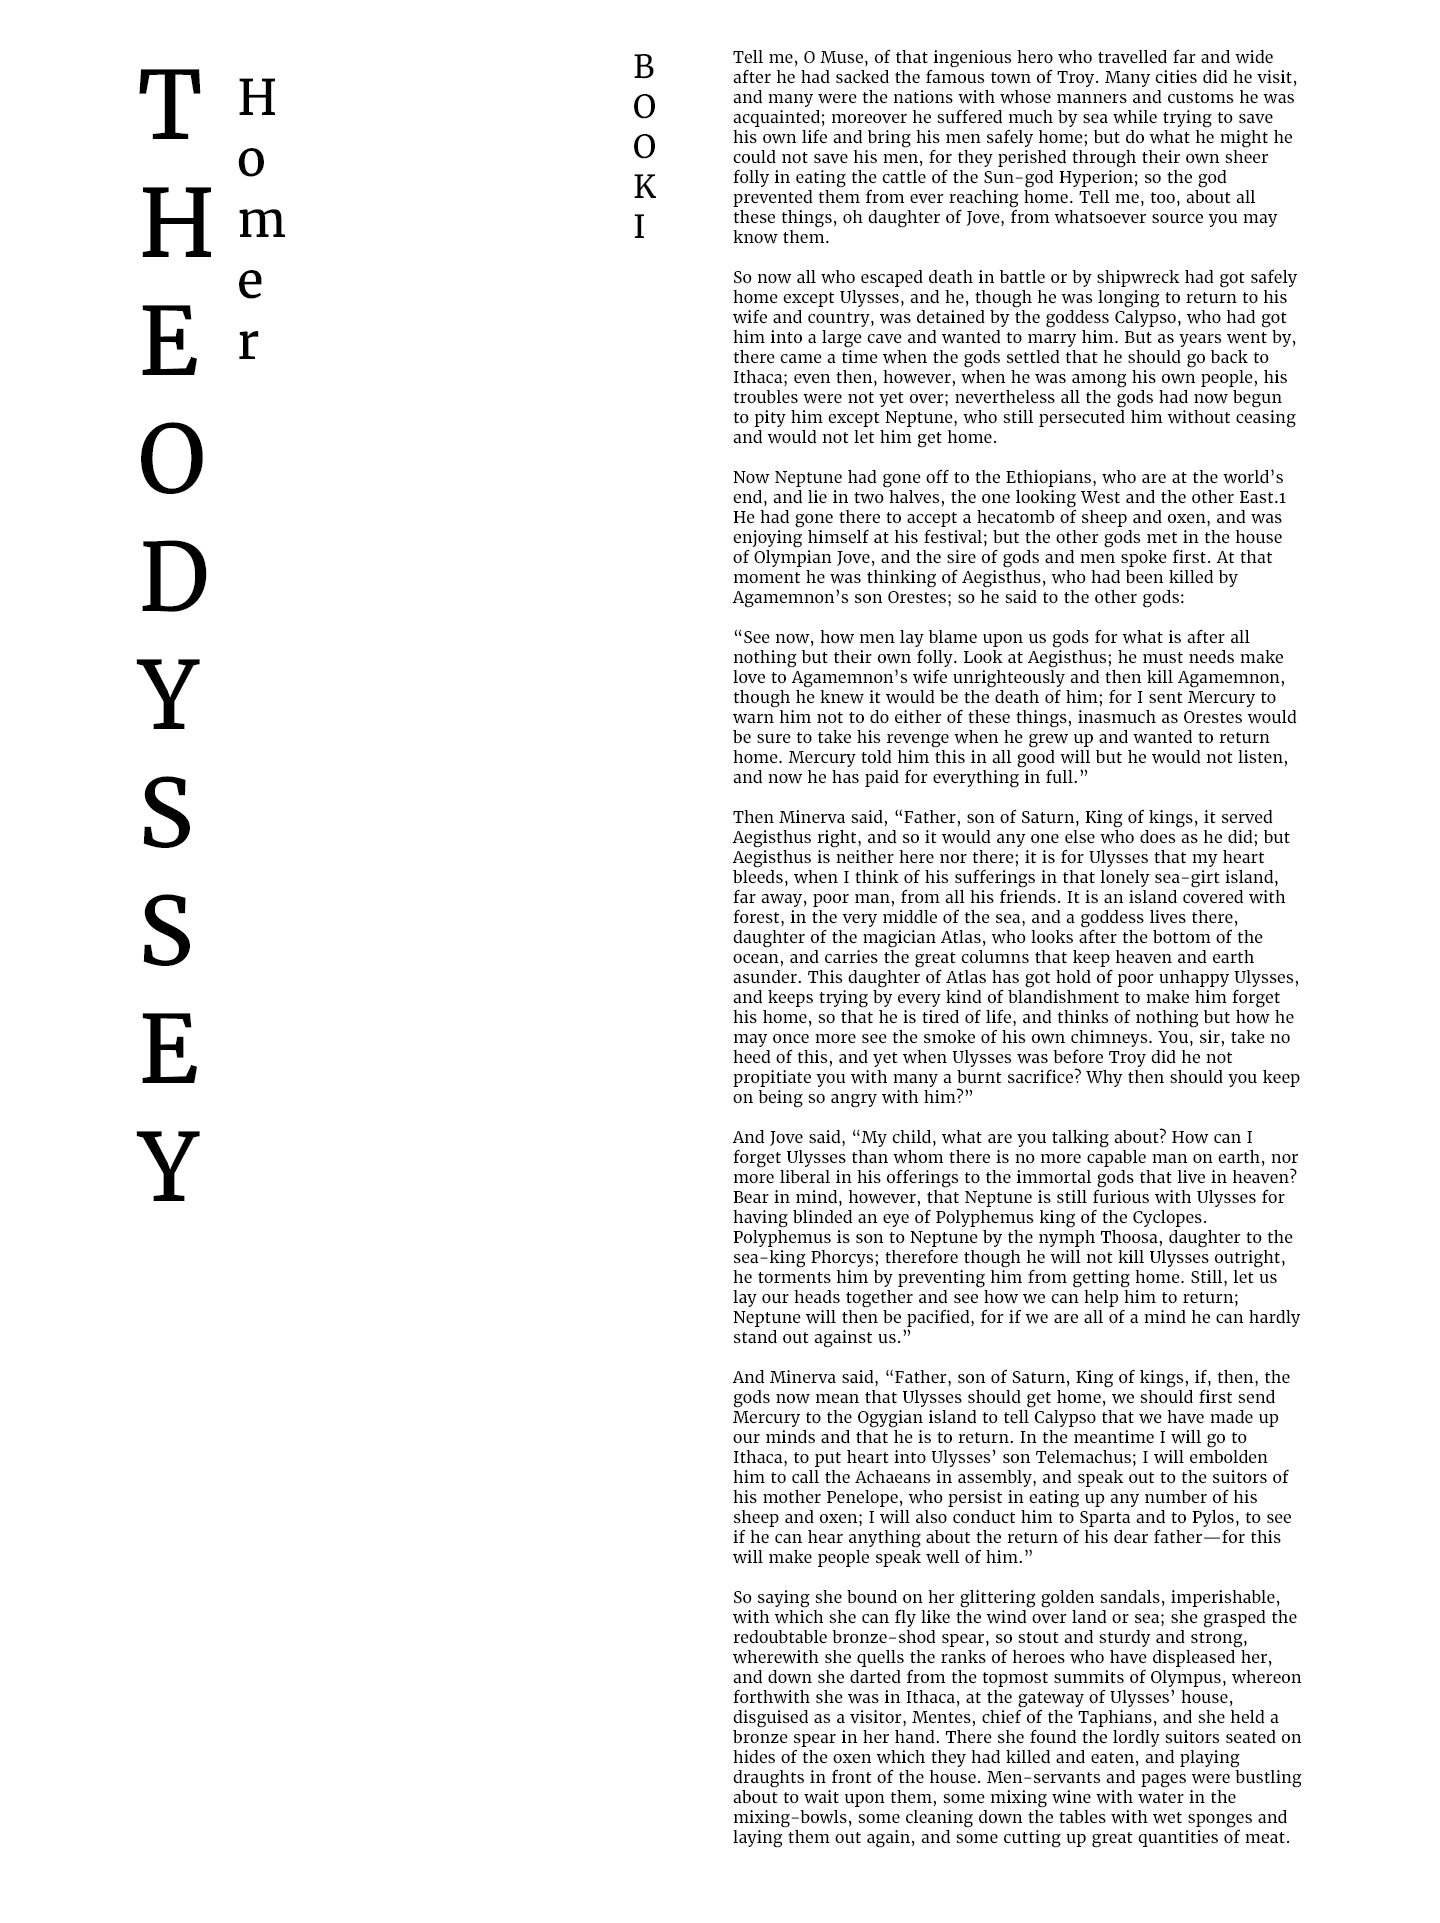 THE ODYSSEY
Homer
BOOK I
Tell me, O Muse, of that ingenious hero who travelled far and wide
after he had sacked the famous town of Troy. Many cities did he visit,
and many were the nations with whose manners and customs he was
acquainted; moreover he suffered much by sea while trying to save
his own life and bring his men safely home; but do what he might he
could not save his men, for they perished through their own sheer
folly in eating the cattle of the Sun-god Hyperion; so the god
prevented them from ever reaching home. Tell me, too, about all
these things, oh daughter of Jove, from whatsoever source you may
know them.
So now all who escaped death in battle or by shipwreck had got safely
home except Ulysses, and he, though he was longing to return to his
wife and country, was detained by the goddess Calypso, who had got
him into a large cave and wanted to marry him. But as years went by,
there came a time when the gods settled that he should go back to
Ithaca; even then, however, when he was among his own people, his
troubles were not yet over; nevertheless all the gods had now begun
to pity him except Neptune, who still persecuted him without ceasing
and would not let him get home.
Now Neptune had gone off to the Ethiopians, who are at the world’s
end, and lie in two halves, the one looking West and the other East.1
He had gone there to accept a hecatomb of sheep and oxen, and was
enjoying himself at his festival; but the other gods met in the house
of Olympian Jove, and the sire of gods and men spoke first. At that
moment he was thinking of Aegisthus, who had been killed by
Agamemnon’s son Orestes; so he said to the other gods:
“See now, how men lay blame upon us gods for what is after all
nothing but their own folly. Look at Aegisthus; he must needs make
love to Agamemnon’s wife unrighteously and then kill Agamemnon,
though he knew it would be the death of him; for I sent Mercury to
warn him not to do either of these things, inasmuch as Orestes would
be sure to take his revenge when he grew up and wanted to return
home. Mercury told him this in all good will but he would not listen,
and now he has paid for everything in full.”
Then Minerva said, “Father, son of Saturn, King of kings, it served
Aegisthus right, and so it would any one else who does as he did; but
Aegisthus is neither here nor there; it is for Ulysses that my heart
bleeds, when I think of his sufferings in that lonely sea-girt island,
far away, poor man, from all his friends. It is an island covered with
forest, in the very middle of the sea, and a goddess lives there,
daughter of the magician Atlas, who looks after the bottom of the
ocean, and carries the great columns that keep heaven and earth
asunder. This daughter of Atlas has got hold of poor unhappy Ulysses,
and keeps trying by every kind of blandishment to make him forget
his home, so that he is tired of life, and thinks of nothing but how he
may once more see the smoke of his own chimneys. You, sir, take no
heed of this, and yet when Ulysses was before Troy did he not
propitiate you with many a burnt sacrifice? Why then should you keep
on being so angry with him?”
And Jove said, “My child, what are you talking about? How can I
forget Ulysses than whom there is no more capable man on earth, nor
more liberal in his offerings to the immortal gods that live in heaven?
Bear in mind, however, that Neptune is still furious with Ulysses for
having blinded an eye of Polyphemus king of the Cyclopes.
Polyphemus is son to Neptune by the nymph Thoosa, daughter to the
sea-king Phorcys; therefore though he will not kill Ulysses outright,
he torments him by preventing him from getting home. Still, let us
lay our heads together and see how we can help him to return;
Neptune will then be pacified, for if we are all of a mind he can hardly
stand out against us.”
And Minerva said, “Father, son of Saturn, King of kings, if, then, the
gods now mean that Ulysses should get home, we should first send
Mercury to the Ogygian island to tell Calypso that we have made up
our minds and that he is to return. In the meantime I will go to
Ithaca, to put heart into Ulysses’ son Telemachus; I will embolden
him to call the Achaeans in assembly, and speak out to the suitors of
his mother Penelope, who persist in eating up any number of his
sheep and oxen; I will also conduct him to Sparta and to Pylos, to see
if he can hear anything about the return of his dear father—for this
will make people speak well of him.”
So saying she bound on her glittering golden sandals, imperishable,
with which she can fly like the wind over land or sea; she grasped the
redoubtable bronze-shod spear, so stout and sturdy and strong,
wherewith she quells the ranks of heroes who have displeased her,
and down she darted from the topmost summits of Olympus, whereon
forthwith she was in Ithaca, at the gateway of Ulysses’ house,
disguised as a visitor, Mentes, chief of the Taphians, and she held a
bronze spear in her hand. There she found the lordly suitors seated on
hides of the oxen which they had killed and eaten, and playing
draughts in front of the house. Men-servants and pages were bustling
about to wait upon them, some mixing wine with water in the
mixing-bowls, some cleaning down the tables with wet sponges and
laying them out again, and some cutting up great quantities of meat.